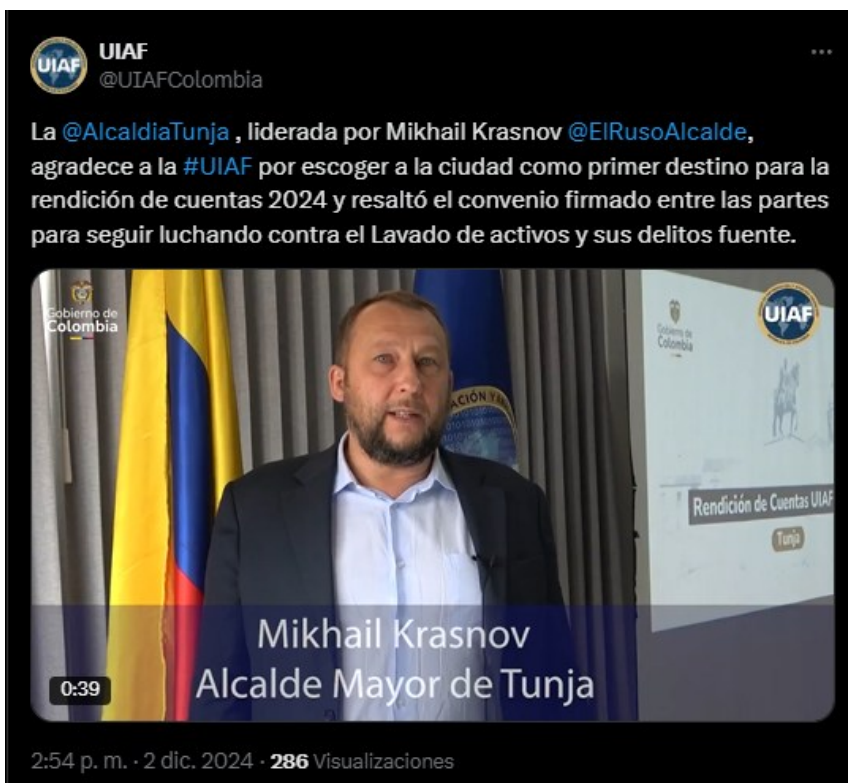 UIAF
UIAF
@UIAFColombia
La @AlcaldiaTunja , liderada por Mikhail Krasnov @ElRusoAlcalde,
agradece a la #UIAF por escoger a la ciudad como primer destino para la
rendición de cuentas 2024 y resaltó el convenio firmado entre las partes
para seguir luchando contra el Lavado de activos y sus delitos fuente.
Gobierno de
Colombia
UIAF
Gobierno de
Colombia
ACIÓN Y
Rendición de Cuentas UIAF
Tunja
Mikhail Krasnov
Alcalde Mayor de Tunja
0:39
2:54 p. m. · 2 dic. 2024 · 286 Visualizaciones